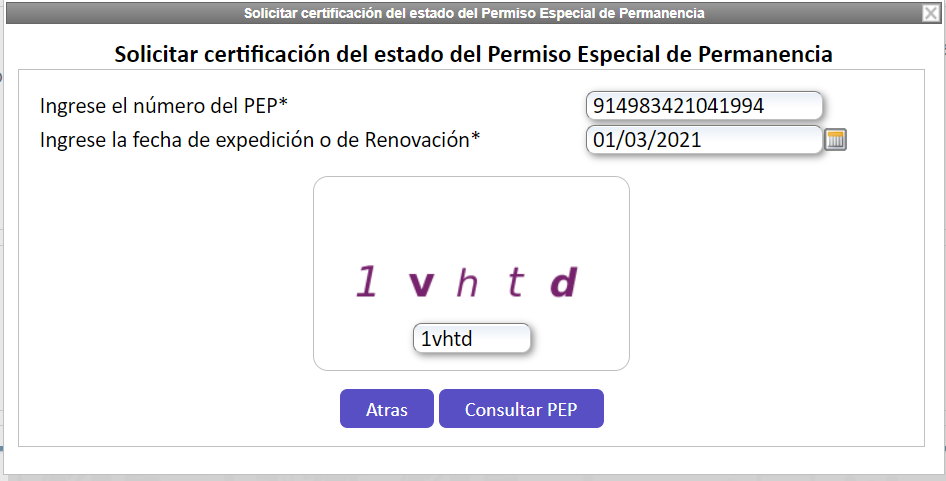 Solicitar certificación del estado del Permiso Especial de Permanencia
Solicitar certificación del estado del Permiso Especial de Permanencia
Ingrese el número del PEP* 914983421041994
Ingrese la fecha de expedición o de Renovación* 01/03/2021
1 v h t d
1vhtd
Atras Consultar PEP